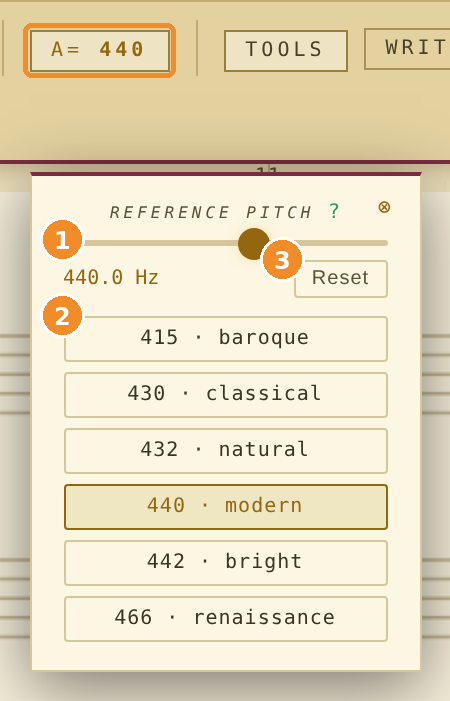 A= 440 TOOLS WRIT
11
REFERENCE PITCH ? ⊗
1
3
440.0 Hz Reset
2
415 · baroque
430 · classical
432 · natural
440 · modern
442 · bright
466 · renaissance